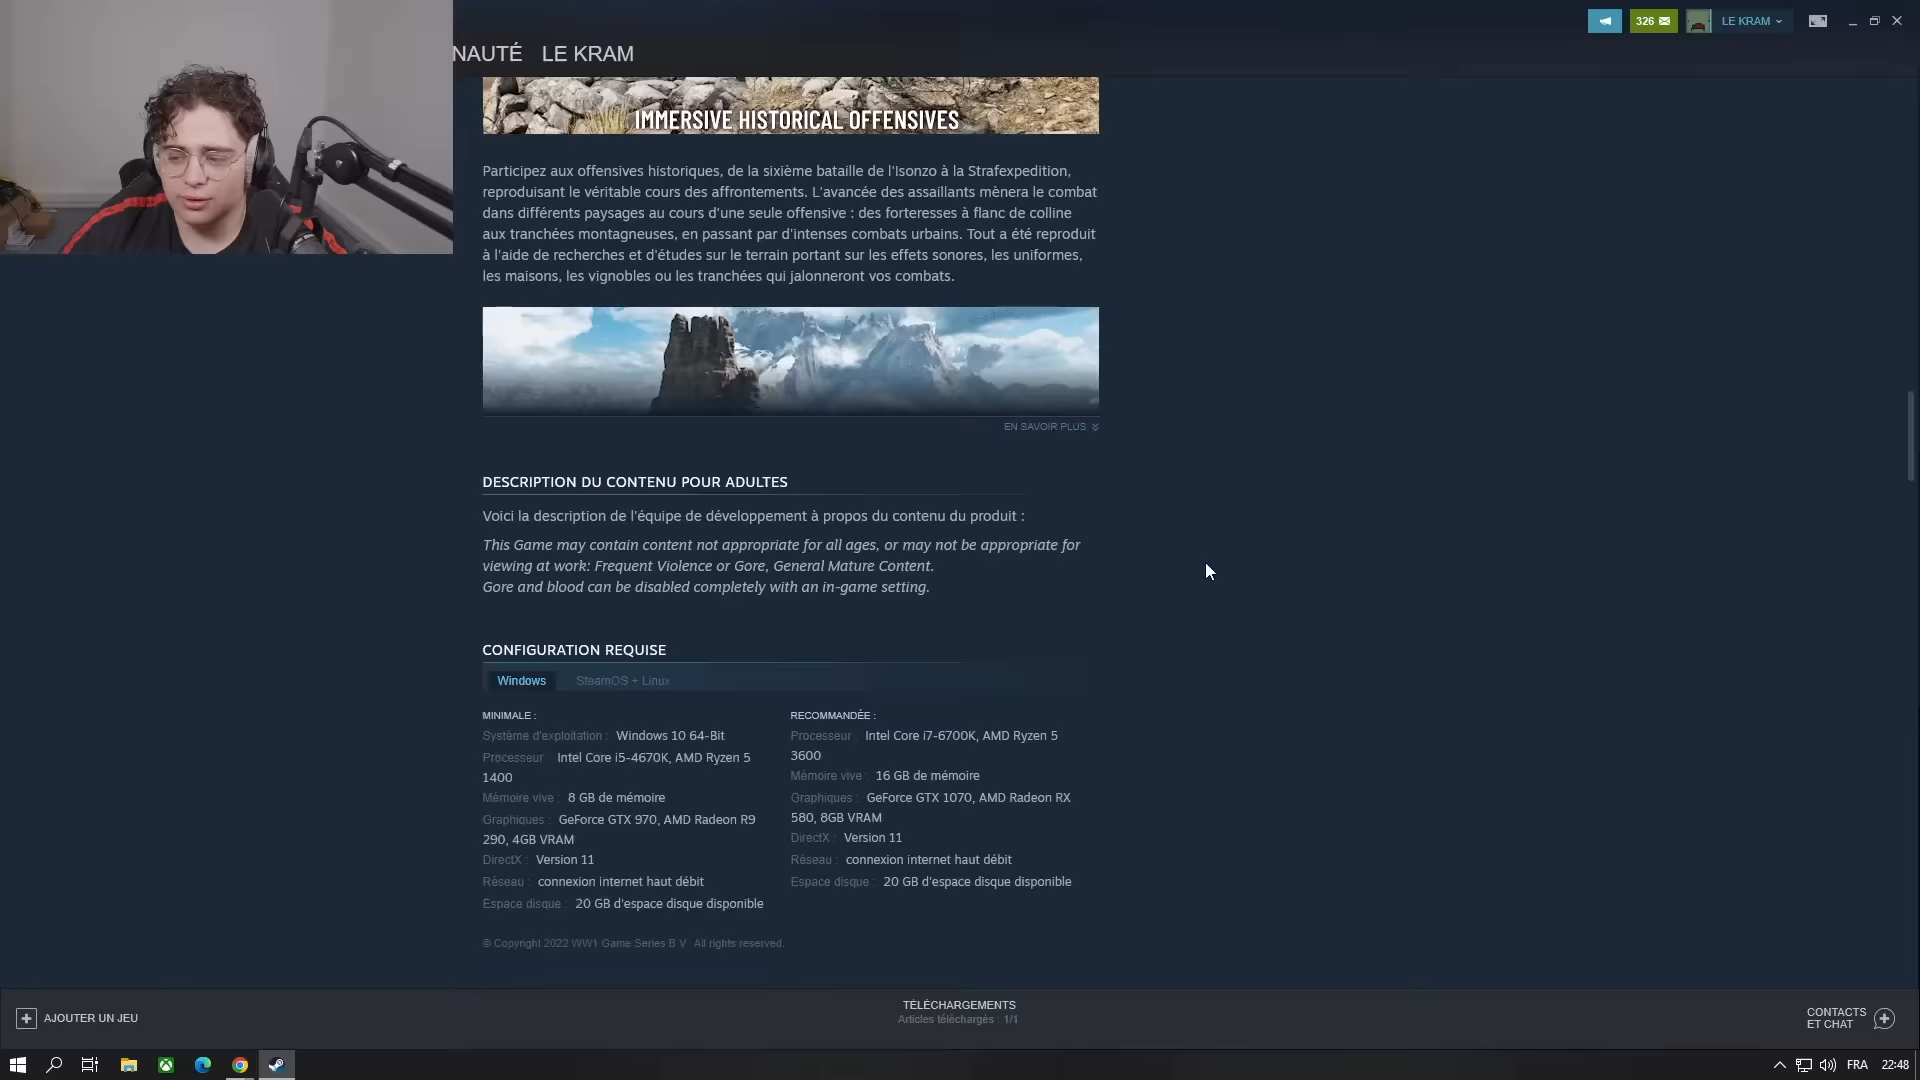 326
LE KRAM
NAUTÉ LE KRAM
IMMERSIVE HISTORICAL OFFENSIVES
Participez aux offensives historiques, de la sixième bataille de l'Isonzo à la Strafexpedition,
reproduisant le véritable cours des affrontements. L'avancée des assaillants mènera le combat
dans différents paysages au cours d'une seule offensive : des forteresses à flanc de colline
aux tranchées montagneuses, en passant par d'intenses combats urbains. Tout a été reproduit
à l'aide de recherches et d'études sur le terrain portant sur les effets sonores, les uniformes,
les maisons, les vignobles ou les tranchées qui jalonneront vos combats.
EN SAVOIR PLUS
DESCRIPTION DU CONTENU POUR ADULTES
Voici la description de l'équipe de développement à propos du contenu du produit :
This Game may contain content not appropriate for all ages, or may not be appropriate for
viewing at work: Frequent Violence or Gore, General Mature Content.
Gore and blood can be disabled completely with an in-game setting.
CONFIGURATION REQUISE
Windows SteamOS + Linux
MINIMALE :
Système d'exploitation : Windows 10 64-Bit
Processeur Intel Core i5-4670K, AMD Ryzen 5
1400
Mémoire vive : 8 GB de mémoire
Graphiques : GeForce GTX 970, AMD Radeon R9
290, 4GB VRAM
DirectX : Version 11
Réseau : connexion internet haut débit
Espace disque : 20 GB d'espace disque disponible
RECOMMANDÉE :
Processeur : Intel Core i7-6700K, AMD Ryzen 5
3600
Mémoire vive : 16 GB de mémoire
Graphiques : GeForce GTX 1070, AMD Radeon RX
580, 8GB VRAM
DirectX : Version 11
Réseau : connexion internet haut débit
Espace disque : 20 GB d'espace disque disponible
© Copyright 2022 WW1 Game Series B V All rights reserved.
AJOUTER UN JEU
TÉLÉCHARGEMENTS
Articles téléchargés : 1/1
CONTACTS
ET CHAT
FRA 22:48